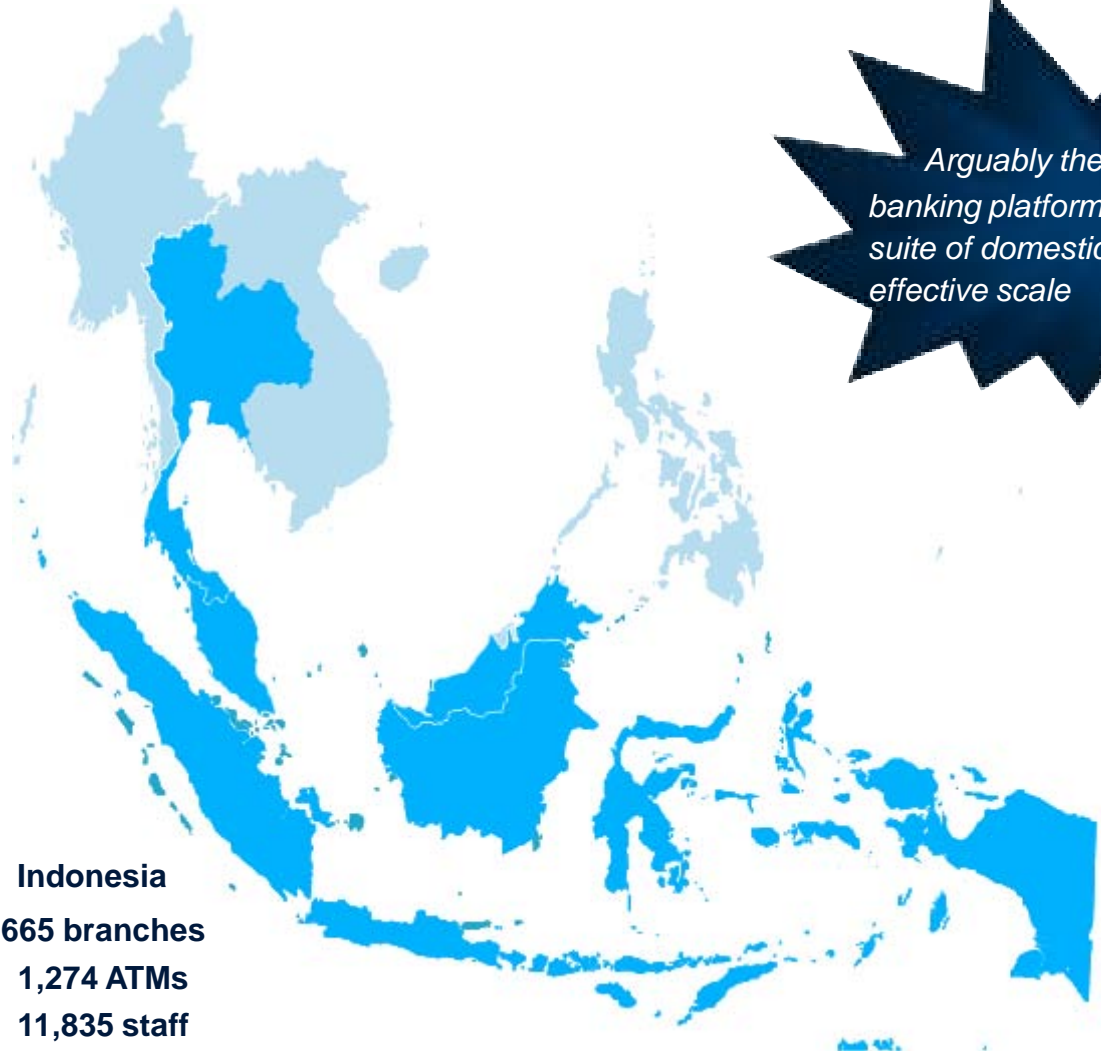 Arguably the
banking platform
suite of domestic
effective scale
Indonesia
665 branches
1,274 ATMs
11,835 staff